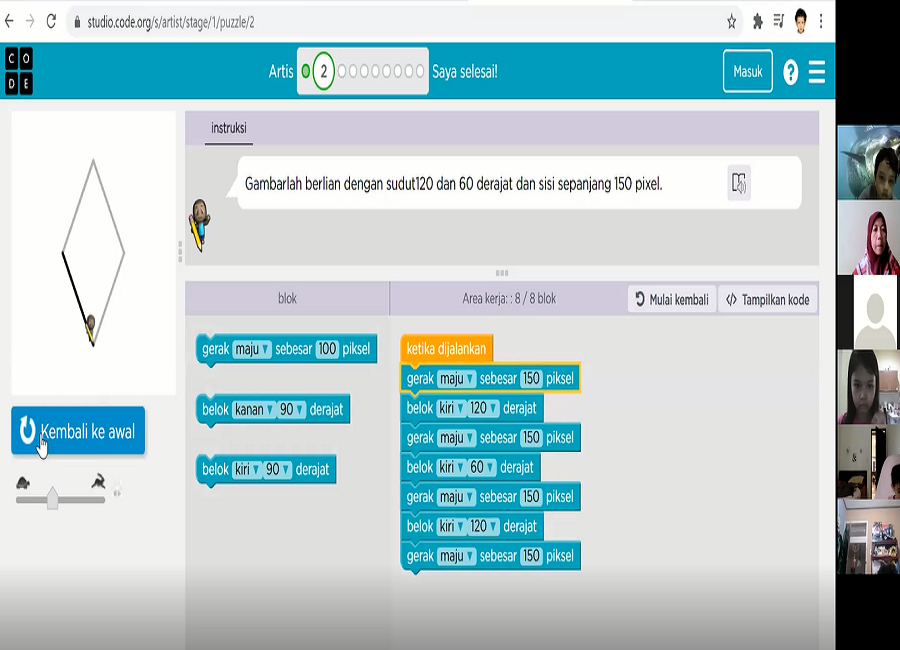 studio.code.org/s/artist/stage/1/puzzle/2
C O
D E
Artis
2
Saya selesai!
Masuk
?
instruksi
Gambarlah berlian dengan sudut120 dan 60 derajat dan sisi sepanjang 150 pixel.
blok
Area kerja: : 8 / 8 blok
Mulai kembali
</> Tampilkan kode
gerak maju sebesar 100 piksel
belok kanan 90 derajat
belok kiri 90 derajat
ketika dijalankan
gerak maju sebesar 150 piksel
belok kiri 120 derajat
gerak maju sebesar 150 piksel
belok kiri 60 derajat
gerak maju sebesar 150 piksel
belok kiri 120 derajat
gerak maju sebesar 150 piksel
Kembali ke awal